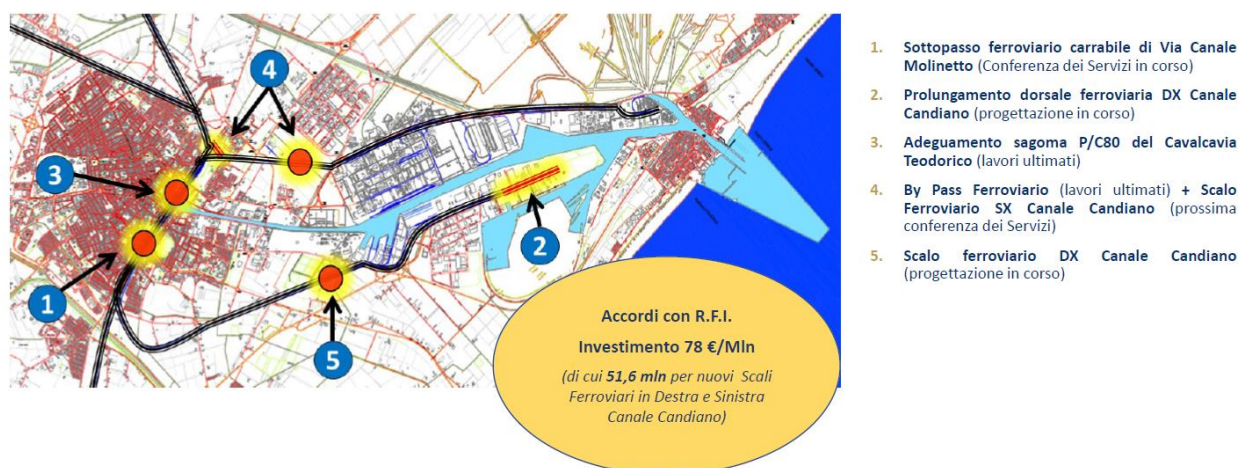 4
3
1
2
5
Accordi con R.F.I.
Investimento 78 €/Mln
(di cui 51,6 mln per nuovi Scali
Ferroviari in Destra e Sinistra
Canale Candiano)
1. Sottopasso ferroviario carrabile di Via Canale
Molinetto (Conferenza dei Servizi in corso)
2. Prolungamento dorsale ferroviaria DX Canale
Candiano (progettazione in corso)
3. Adeguamento sagoma P/C80 del Cavalcavia
Teodorico (lavori ultimati)
4. By Pass Ferroviario (lavori ultimati) + Scalo
Ferroviario SX Canale Candiano (prossima
conferenza dei Servizi)
5. Scalo ferroviario DX Canale Candiano
(progettazione in corso)